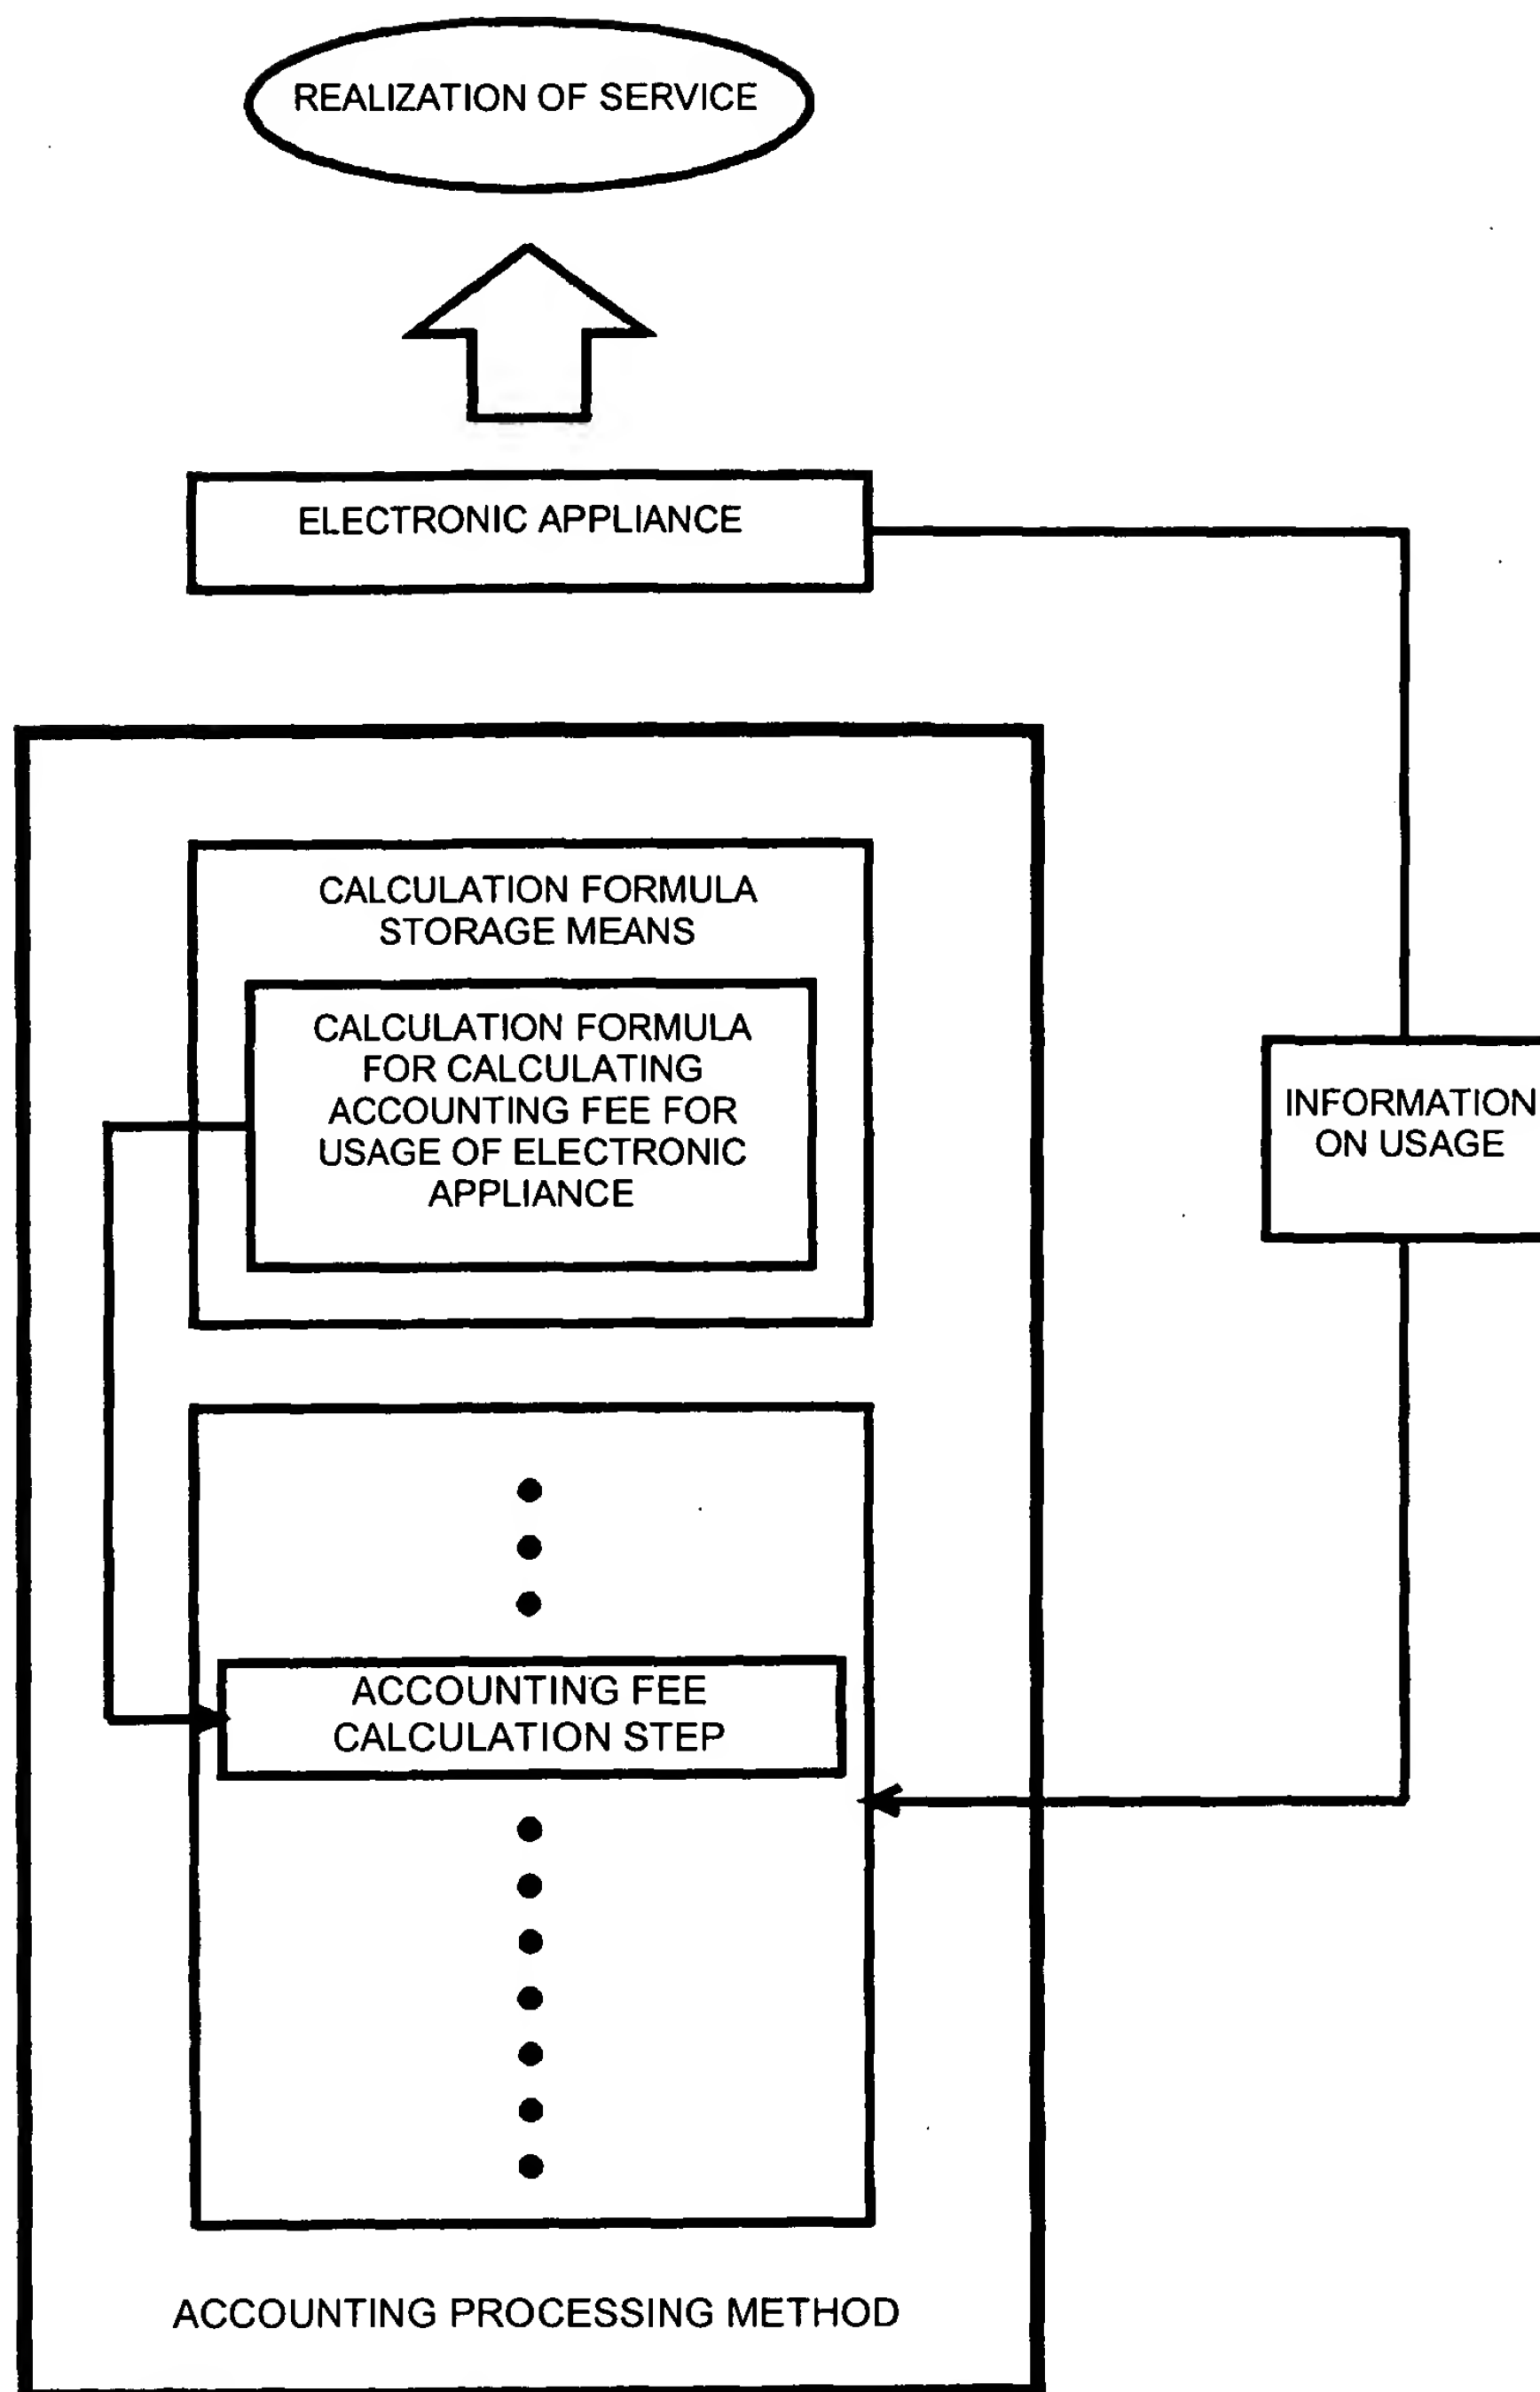 REALIZATION OF SERVICE
ELECTRONIC APPLIANCE
CALCULATION FORMULA
STORAGE MEANS
CALCULATION FORMULA
FOR CALCULATING
ACCOUNTING FEE FOR
USAGE OF ELECTRONIC
APPLIANCE
INFORMATION
ON USAGE
ACCOUNTING FEE
CALCULATION STEP
ACCOUNTING PROCESSING METHOD